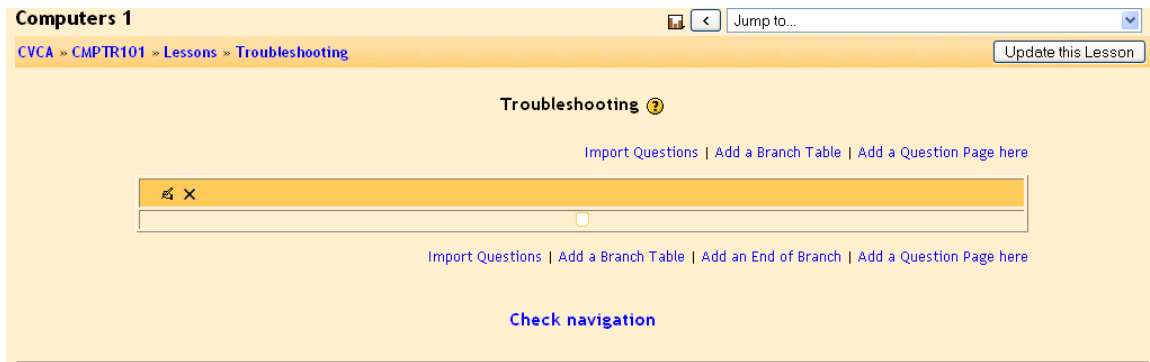 Computers 1
< Jump to...
CVCA » CMPTR101 » Lessons » Troubleshooting Update this Lesson
Troubleshooting ?
Import Questions | Add a Branch Table | Add a Question Page here
Import Questions | Add a Branch Table | Add an End of Branch | Add a Question Page here
Check navigation